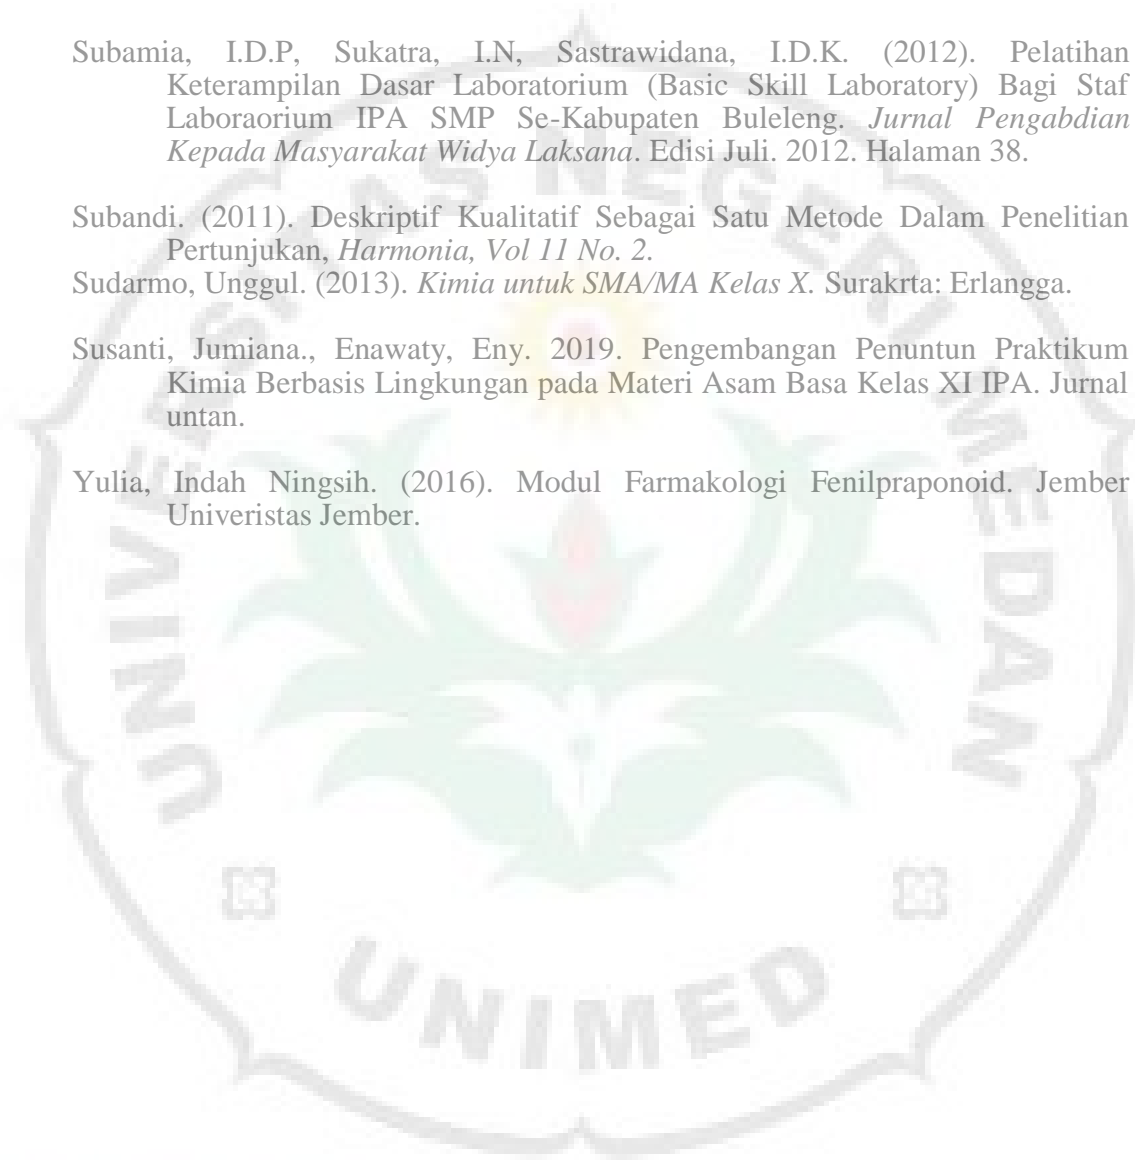 Subamia, I.D.P, Sukatra, I.N, Sastrawidana, I.D.K. (2012). Pelatihan
Keterampilan Dasar Laboratorium (Basic Skill Laboratory) Bagi Staf
Laboraorium IPA SMP Se-Kabupaten Buleleng. Jurnal Pengabdian
Kepada Masyarakat Widya Laksana. Edisi Juli. 2012. Halaman 38.
Subandi. (2011). Deskriptif Kualitatif Sebagai Satu Metode Dalam Penelitian
Pertunjukan, Harmonia, Vol 11 No. 2.
Sudarmo, Unggul. (2013). Kimia untuk SMA/MA Kelas X. Surakrta: Erlangga.
Susanti, Jumiana., Enawaty, Eny. 2019. Pengembangan Penuntun Praktikum
Kimia Berbasis Lingkungan pada Materi Asam Basa Kelas XI IPA. Jurnal
untan.
Yulia, Indah Ningsih. (2016). Modul Farmakologi Fenilpraponoid. Jember
Univeristas Jember.
UNIVERSITAS NEGERI MEDAN
UNIMED